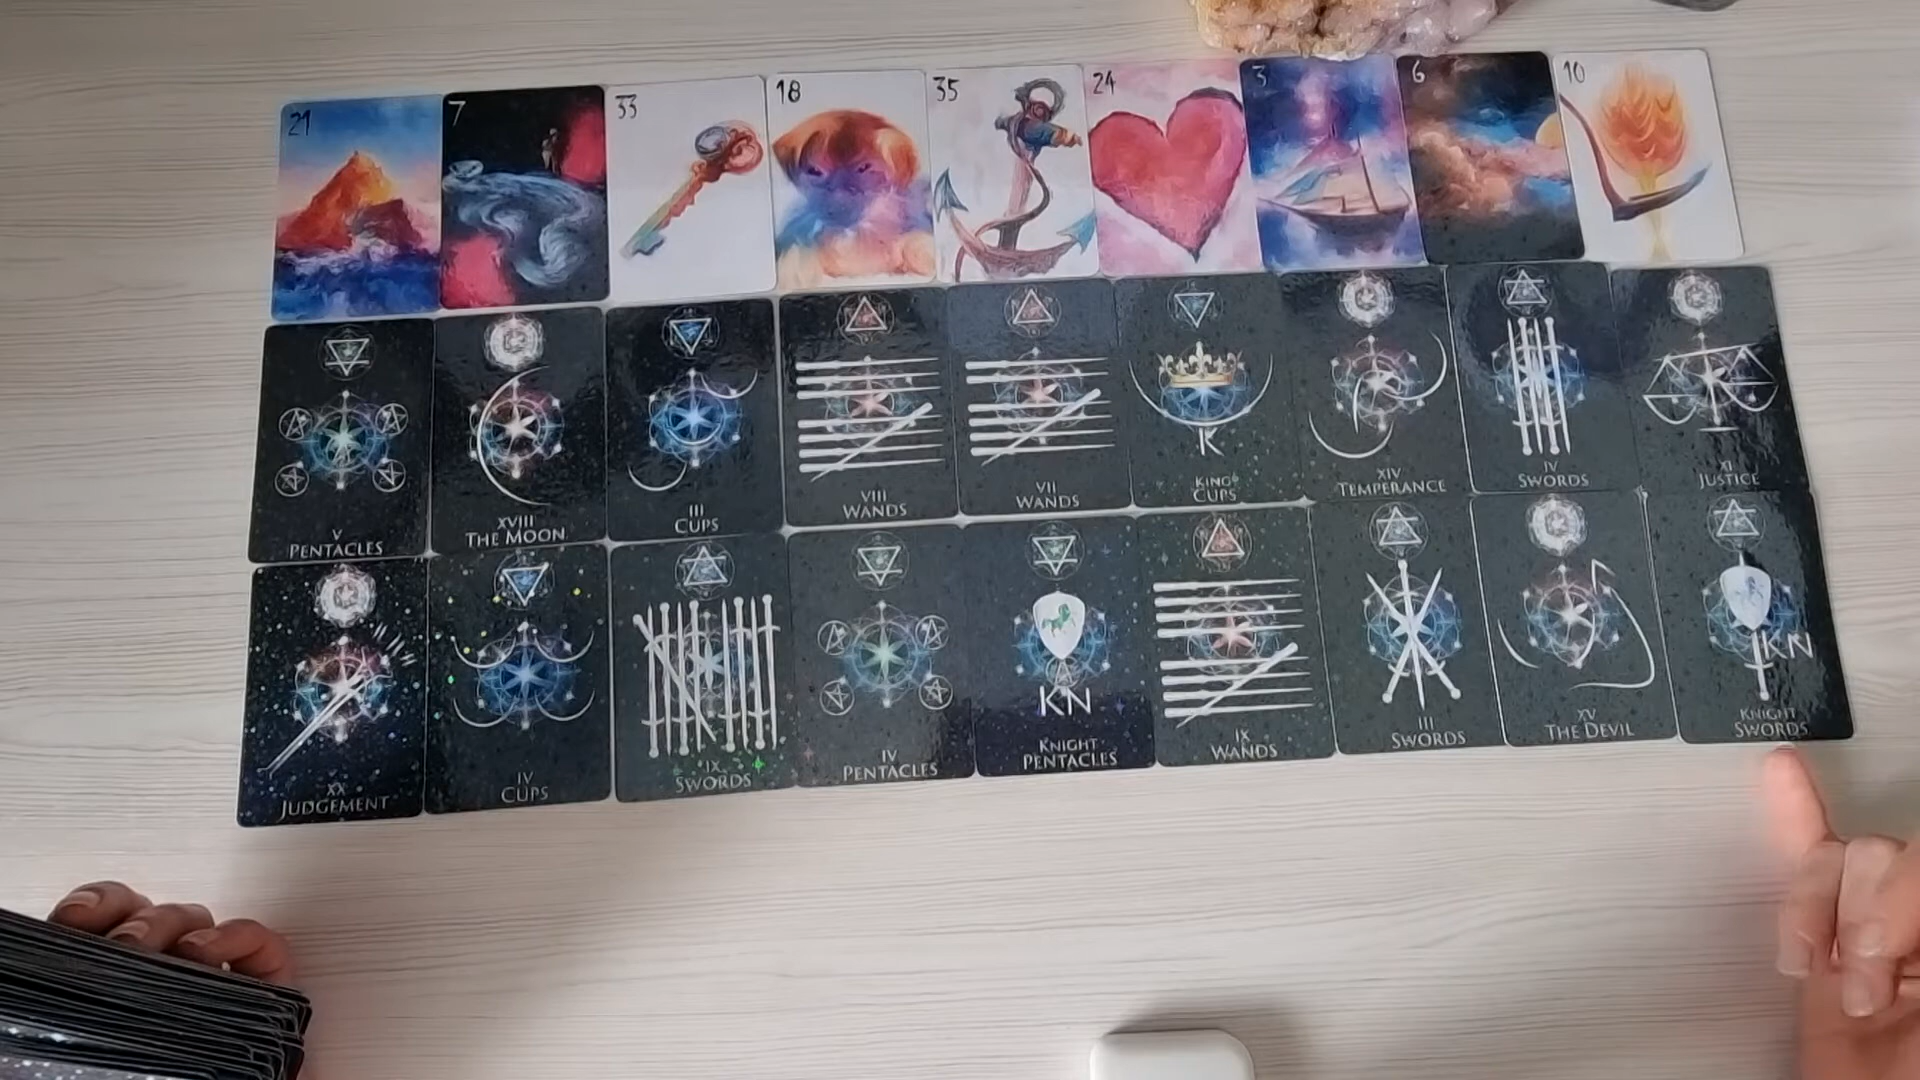 21
7
33
18
35
24
3
6
10
V
PENTACLES
XVIII
THE MOON
III
CUPS
VIII
WANDS
VII
WANDS
K
KING
CUPS
XIV
TEMPERANCE
IV
SWORDS
XI
JUSTICE
XX
JUDGEMENT
IV
CUPS
IX
SWORDS
IV
PENTACLES
KN
KNIGHT
PENTACLES
IX
WANDS
III
SWORDS
XV
THE DEVIL
KN
KNIGHT
SWORDS